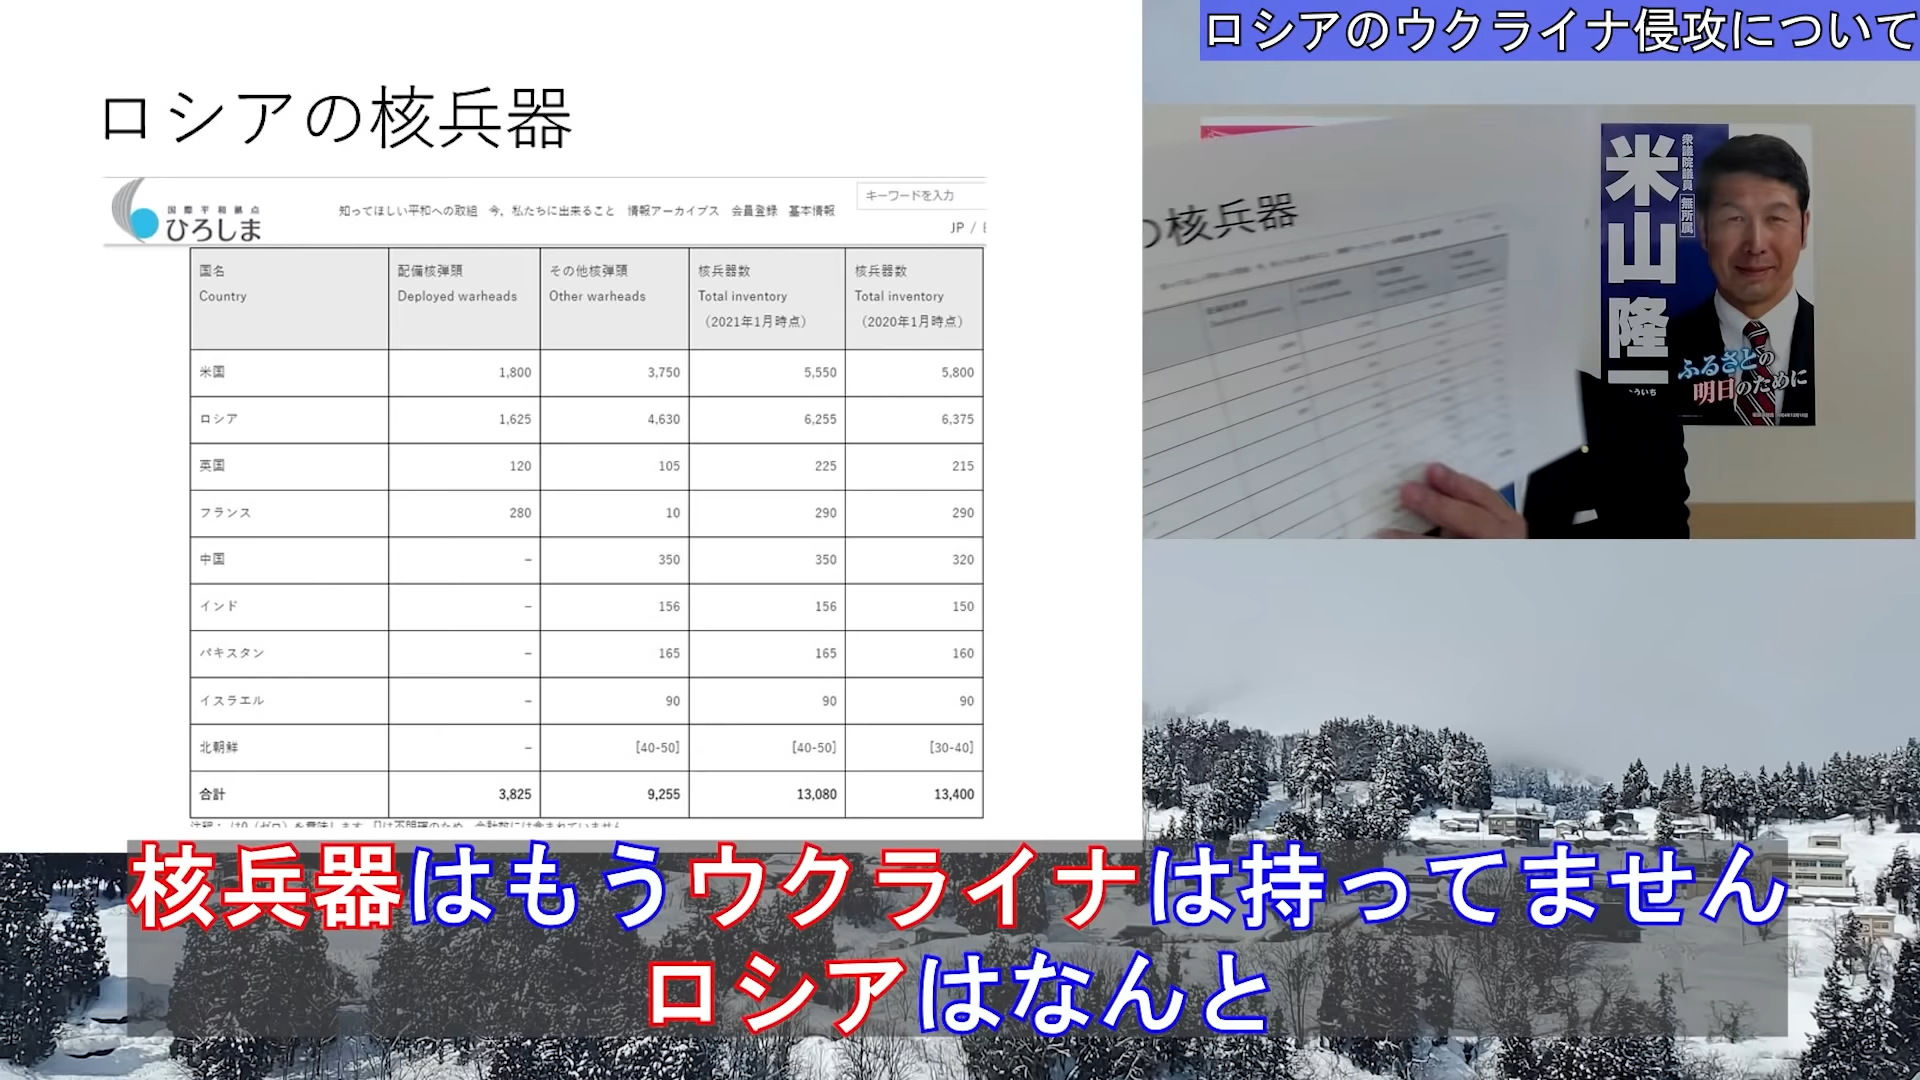 ロシアの核兵器
国際平和拠点
ひろしま
知ってほしい平和への取組 今，私たちに出来ること 情報アーカイブス 会員登録 基本情報
キーワードを入力
JP /
国名 配備核弾頭 その他核弾頭 核兵器数 核兵器数
Country Deployed warheads Other warheads Total inventory Total inventory
（2021年1月時点） （2020年1月時点）
米国 1,800 3,750 5,550 5,800
ロシア 1,625 4,630 6,255 6,375
英国 120 105 225 215
フランス 280 10 290 290
中国 – 350 350 320
インド – 156 156 150
パキスタン – 165 165 160
イスラエル – 90 90 90
北朝鮮 – [40-50] [40-50] [30-40]
合計 3,825 9,255 13,080 13,400
ロシアのウクライナ侵攻について
の核兵器
衆議院議員 無所属
米山隆一
ふるさとの
明日のために
核兵器はもうウクライナは持ってません
ロシアはなんと